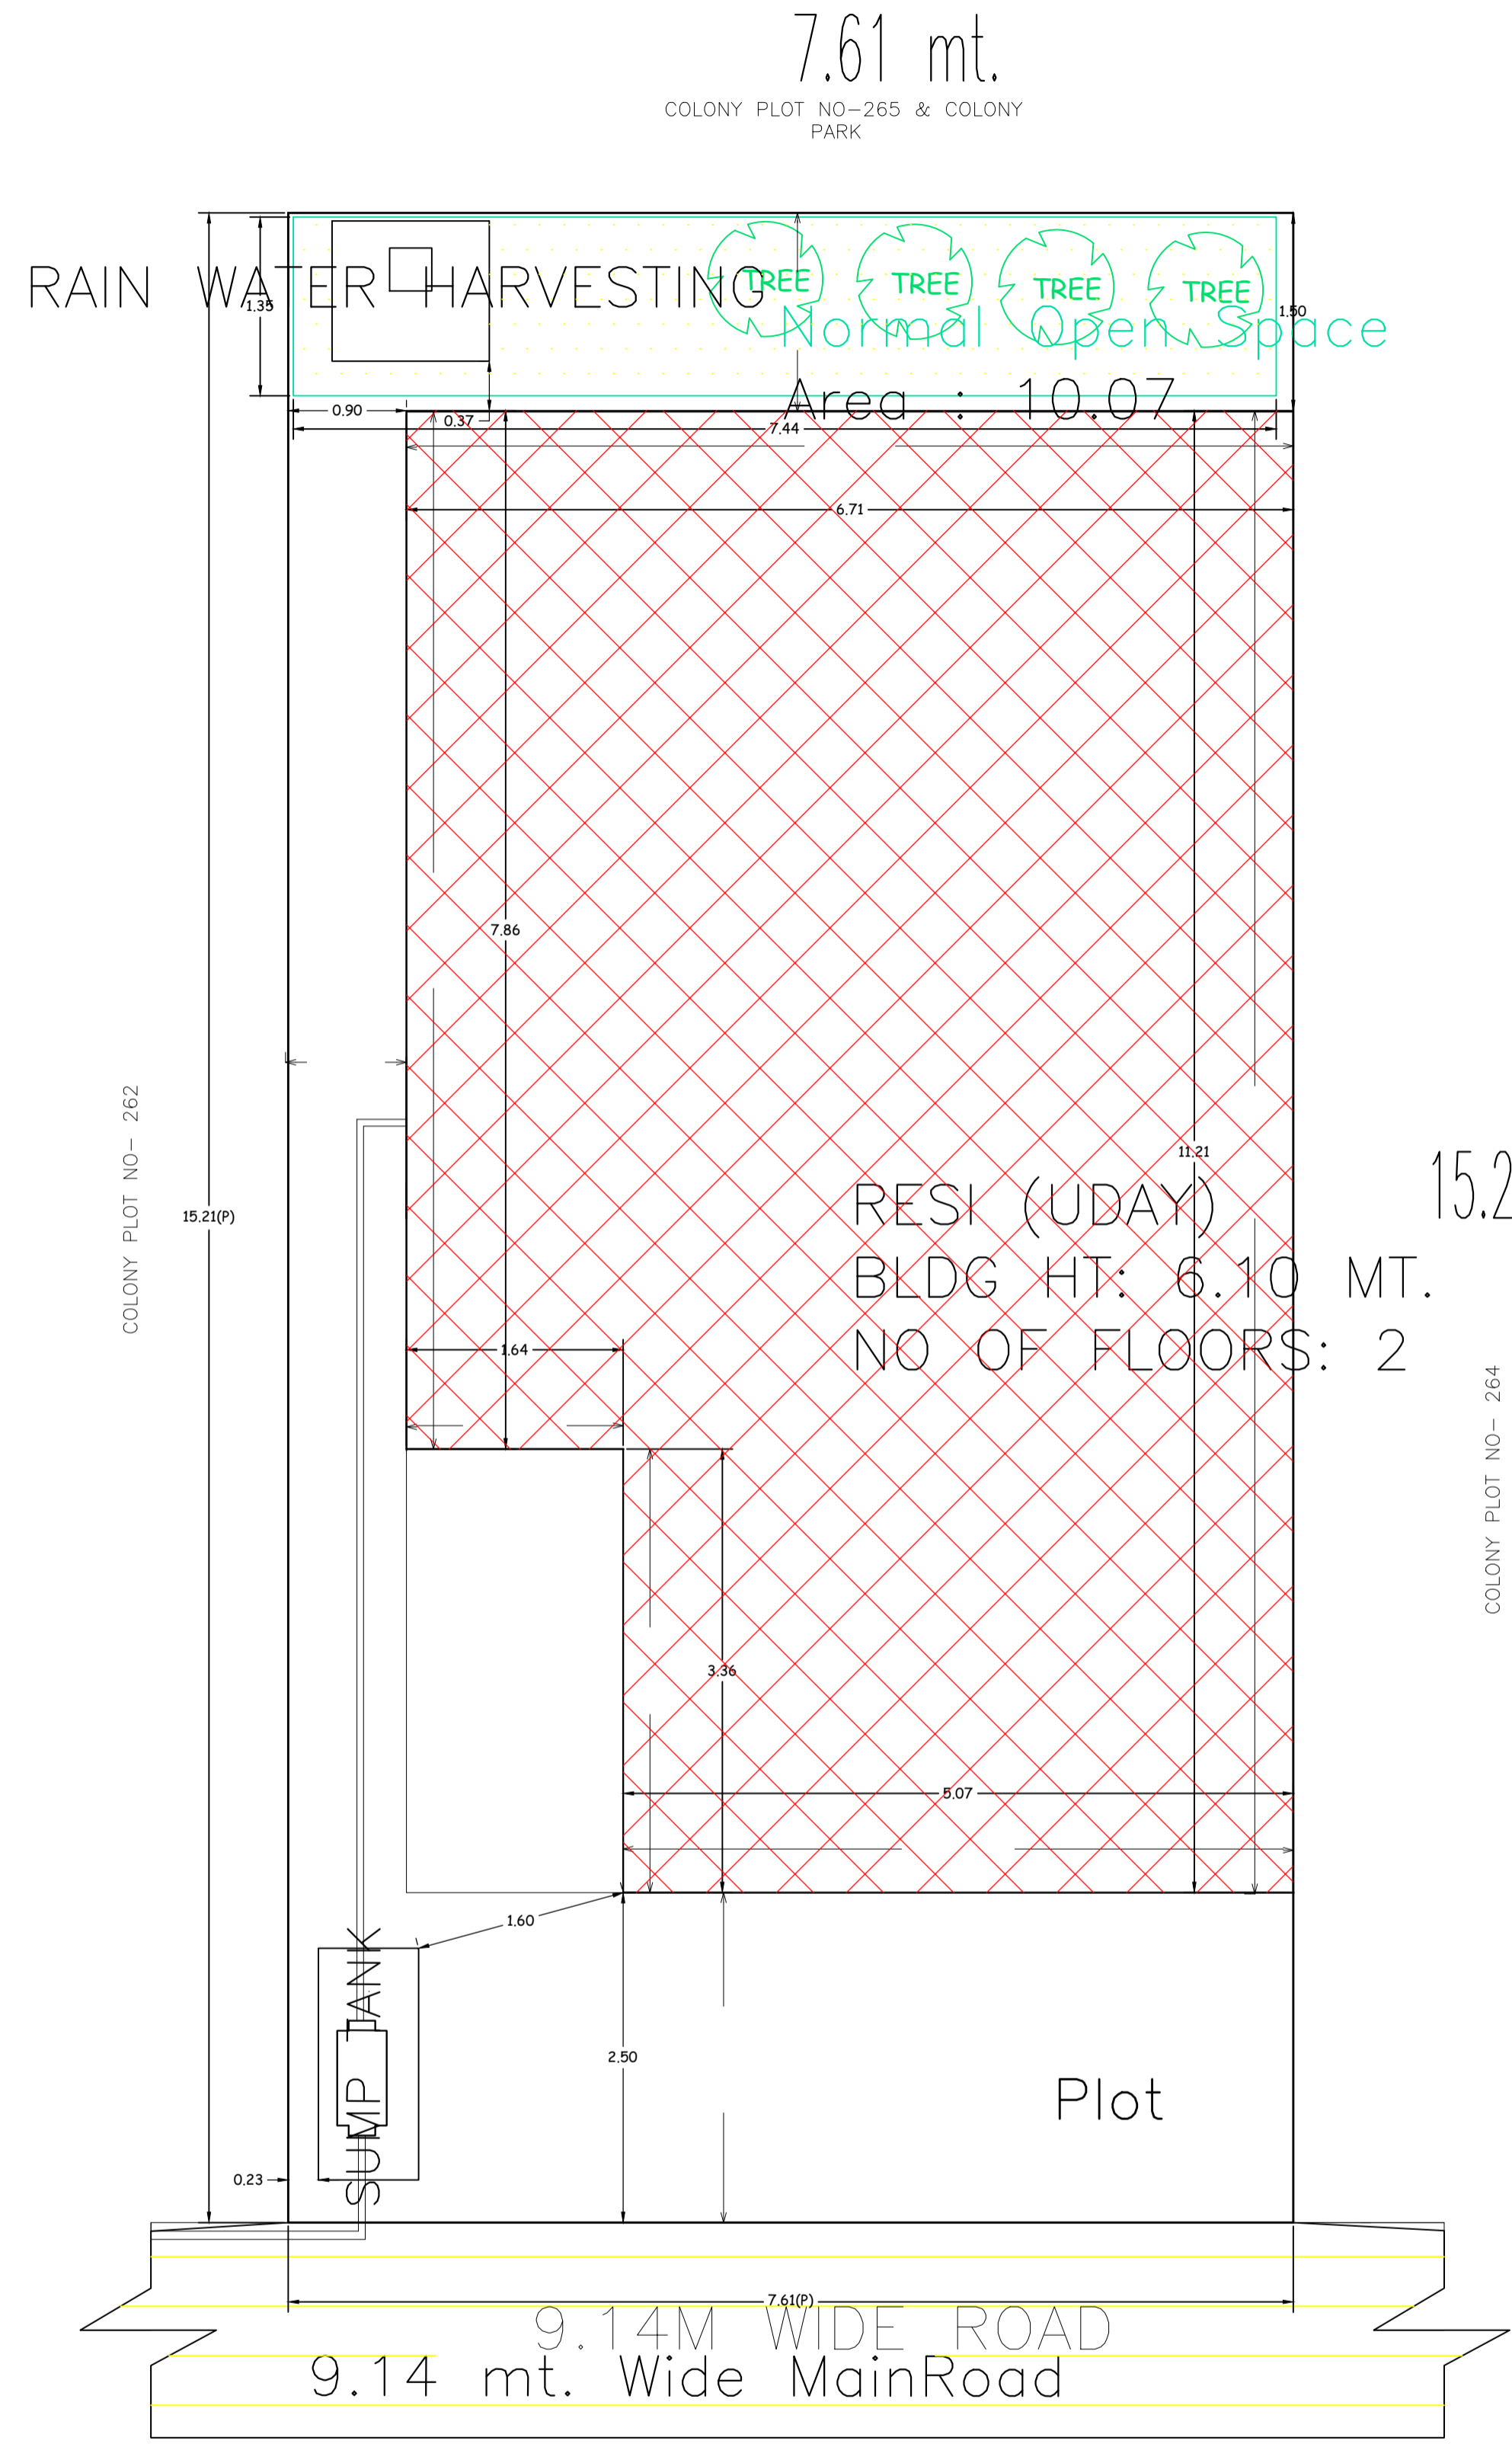 7.61 mt.
COLONY PLOT NO-265 & COLONY
PARK
RAIN WATER HARVESTING
1.35
TREE
TREE
TREE
TREE
1.50
Normal Open Space
Area : 10.07
0.90
0.37
7.44
6.71
7.86
11.21
COLONY PLOT NO- 262
15.21(P)
15.2
RESI (UDAY)
BLDG HT: 6.10 MT.
NO OF FLOORS: 2
1.64
COLONY PLOT NO- 264
3.36
5.07
1.60
SUMP TANK
2.50
Plot
0.23
7.61(P)
9.14M WIDE ROAD
9.14 mt. Wide MainRoad